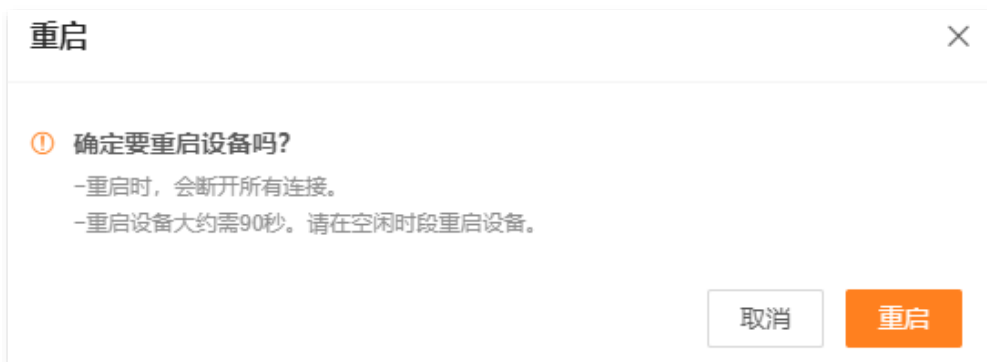 重启
确定要重启设备吗？
-重启时，会断开所有连接。
-重启设备大约需90秒。请在空闲时段重启设备。
取消
重启